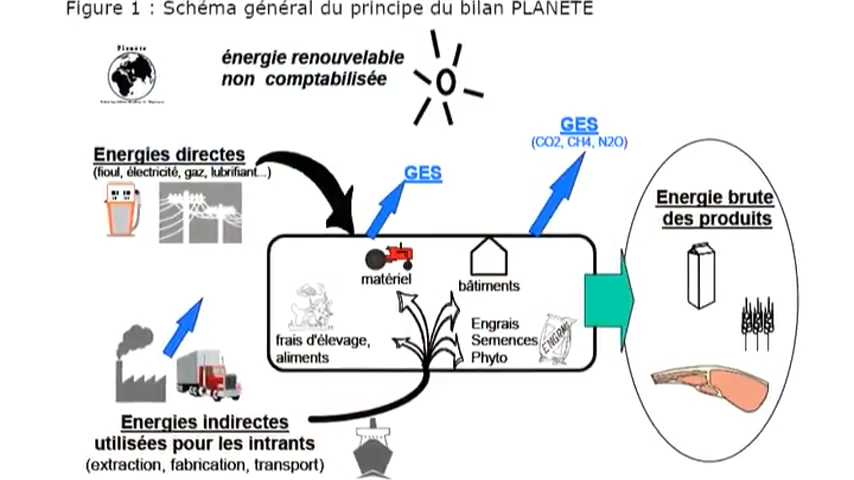 Figure 1 : Schéma général du principe du bilan PLANETE
Planète
énergie renouvelable
non comptabilisée
GES
(CO2, CH4, N2O)
Energies directes
(fioul, électricité, gaz, lubrifiant...)
GES
Energie brute
des produits
matériel
bâtiments
frais d'élevage,
aliments
Engrais
Semences
Phyto
ENGRAIS
Energies indirectes
utilisées pour les intrants
(extraction, fabrication, transport)